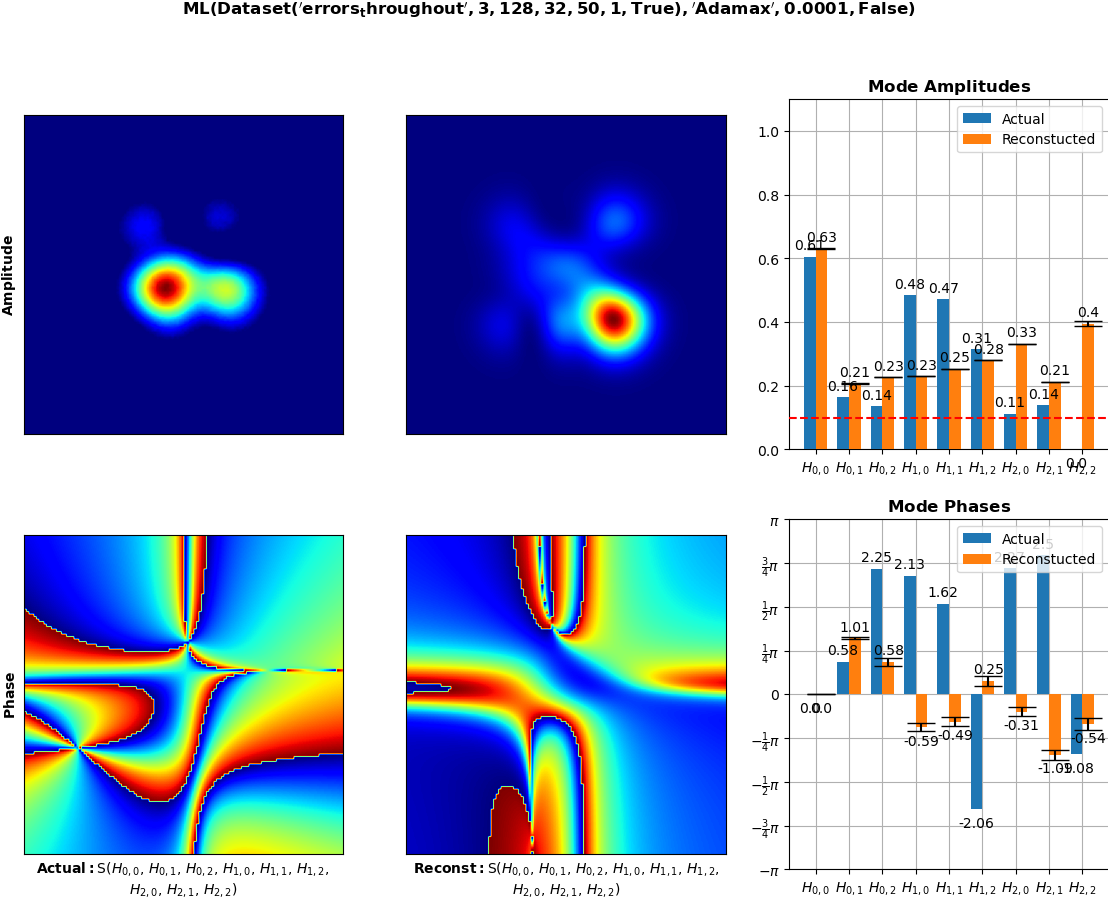 ML(Dataset('errors_throughout', 3, 128, 32, 50, 1, True), 'Adamax', 0.0001, False)
Amplitude
Mode Amplitudes
Actual
Reconstucted
1.0
0.8
0.6
0.4
0.2
0.0
0.63
0.16
0.21
0.14
0.23
0.48
0.23
0.47
0.25
0.31
0.28
0.11
0.33
0.14
0.21
0.0
0.4
H0,0 H0,1 H0,2 H1,0 H1,1 H1,2 H2,0 H2,1 H2,2
Phase
Mode Phases
Actual
Reconstucted
π
3/4π
1/2π
1/4π
0
−1/4π
−1/2π
−3/4π
−π
0.0
0.0
0.58
1.01
2.25
0.58
2.13
-0.59
1.62
-0.49
-2.06
0.25
-0.31
2.5
-1.09
-1.08
-0.54
H0,0 H0,1 H0,2 H1,0 H1,1 H1,2 H2,0 H2,1 H2,2
Actual: S(H0,0, H0,1, H0,2, H1,0, H1,1, H1,2,
H2,0, H2,1, H2,2)
Reconst: S(H0,0, H0,1, H0,2, H1,0, H1,1, H1,2,
H2,0, H2,1, H2,2)